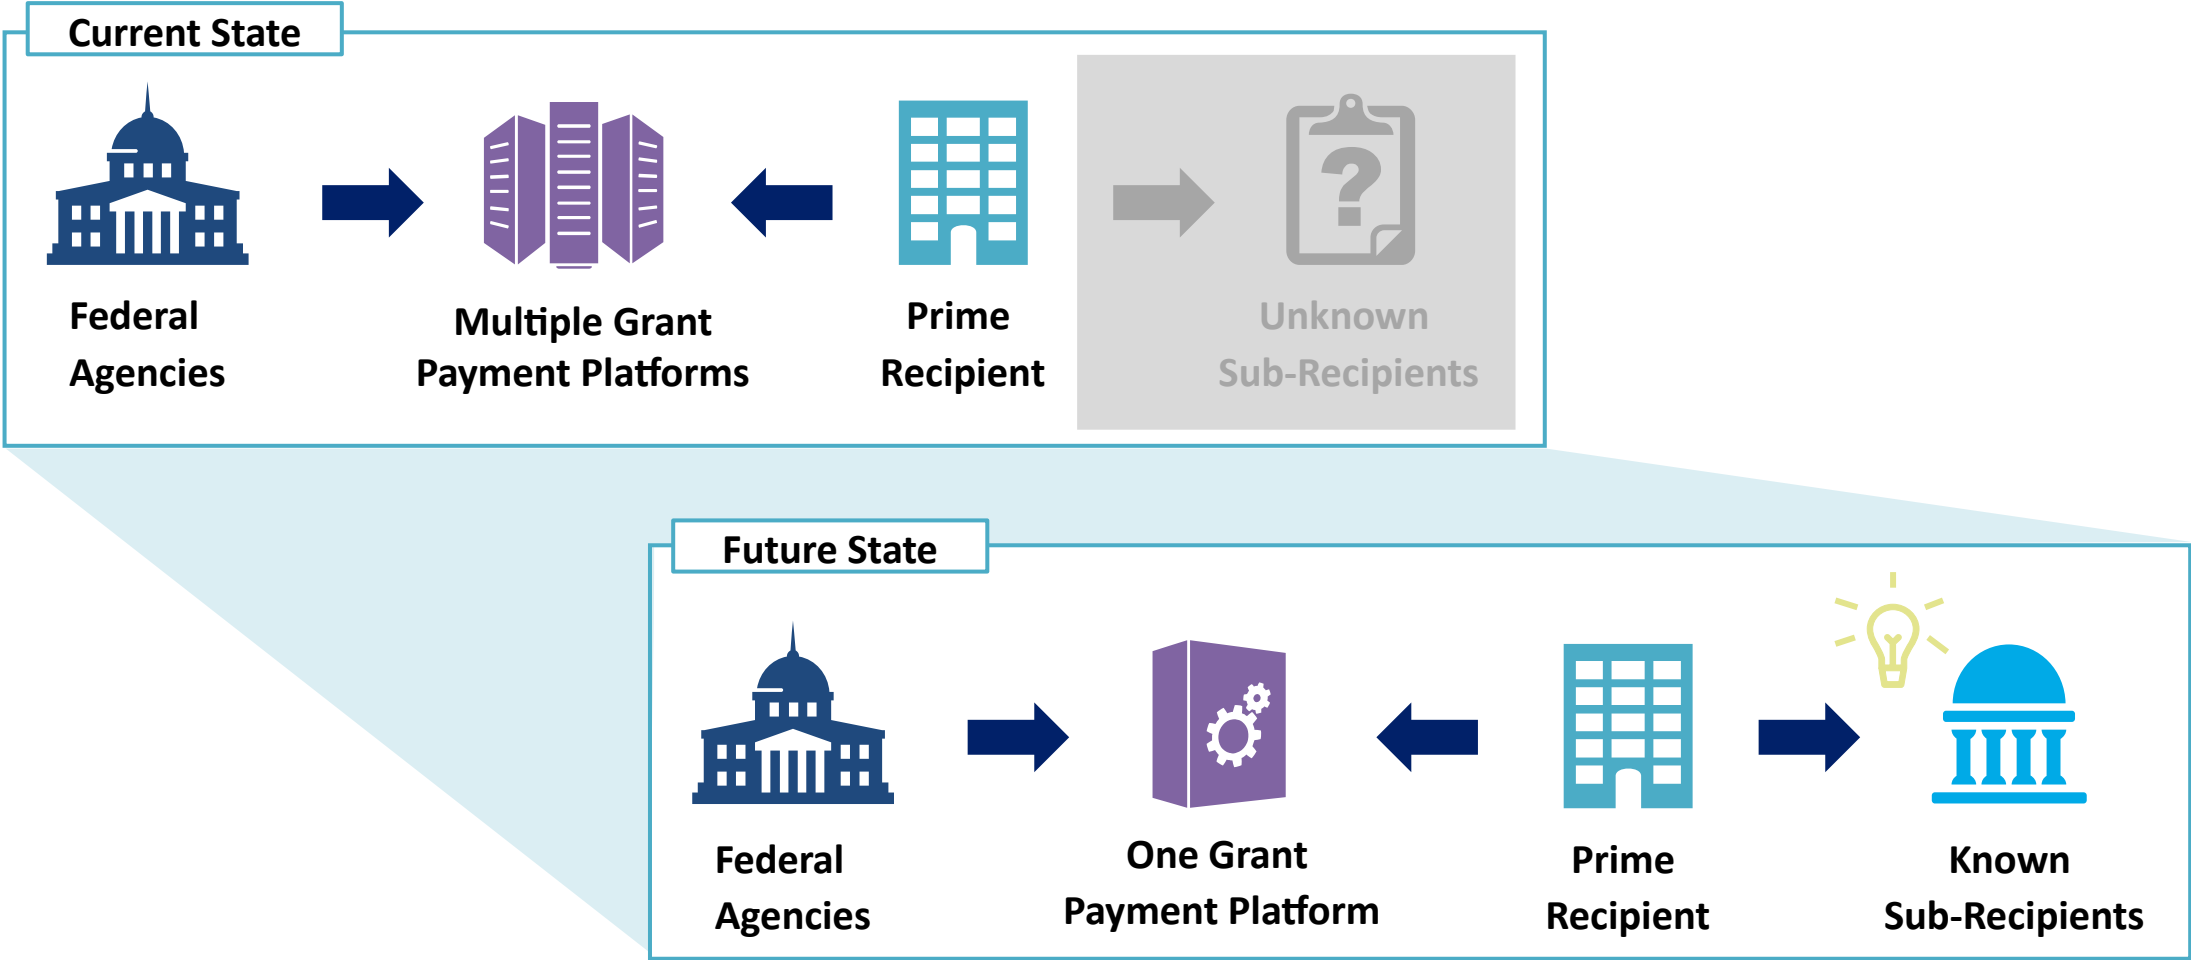 Current State
Federal
Agencies
Multiple Grant
Payment Platforms
Prime
Recipient
?
Unknown
Sub-Recipients
Future State
Federal
Agencies
One Grant
Payment Platform
Prime
Recipient
Known
Sub-Recipients